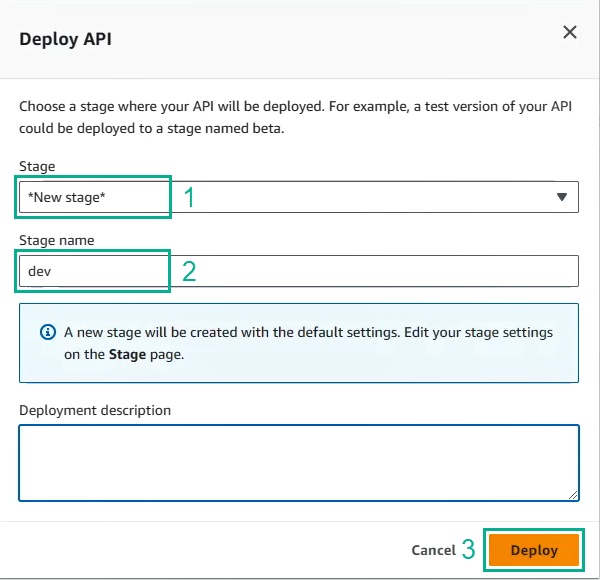 Deploy API
Choose a stage where your API will be deployed. For example, a test version of your API
could be deployed to a stage named beta.
Stage
*New stage* 1
Stage name
dev 2
A new stage will be created with the default settings. Edit your stage settings
on the Stage page.
Deployment description
Cancel 3 Deploy